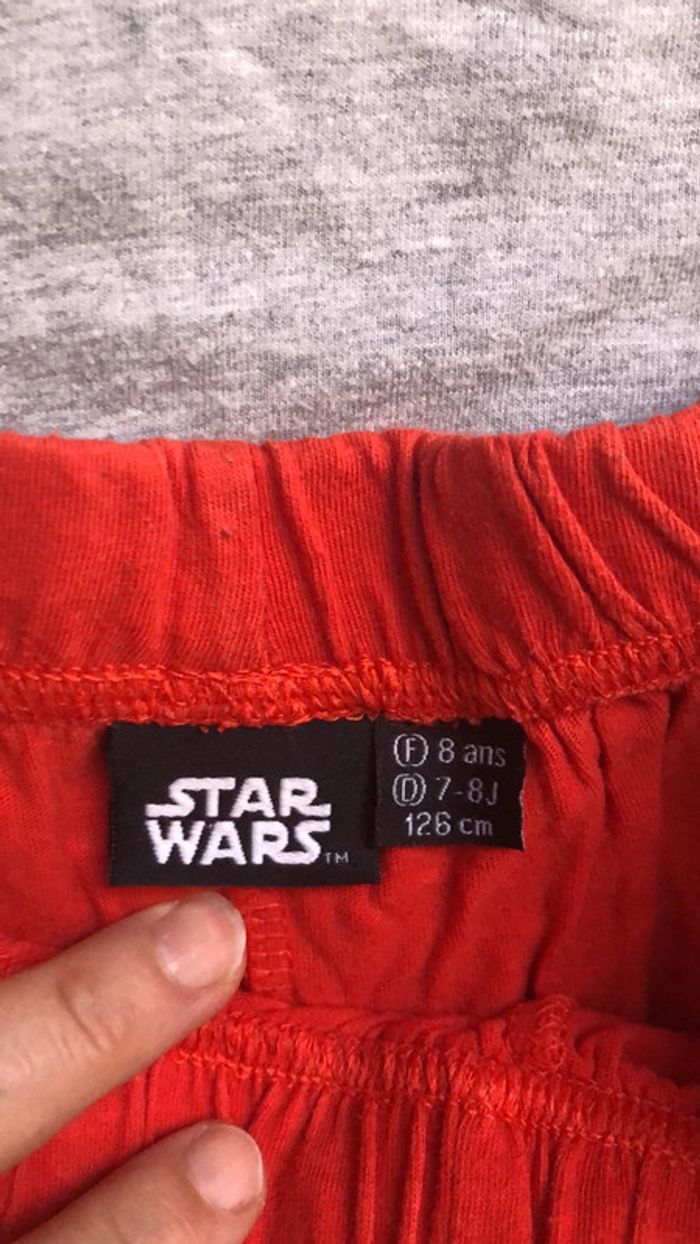 STAR
WARS™
Ⓕ 8 ans
Ⓓ 7-8J
126 cm